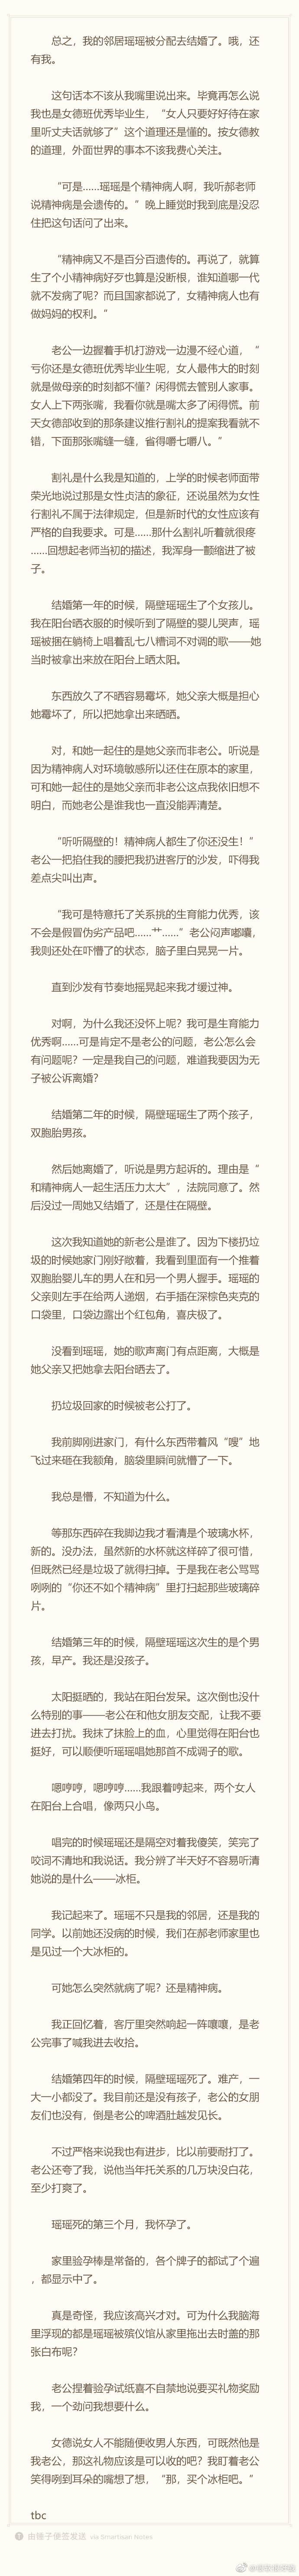 总之，我的邻居瑶瑶被分配去结婚了。哦，还
有我。
这句话本不该从我嘴里说出来。毕竟再怎么说
我也是女德班优秀毕业生，“女人只要好好待在家
里听丈夫话就够了”这个道理还是懂的。按女德教
的道理，外面世界的事本不该我费心关注。
“可是……瑶瑶是个精神病人啊，我听郝老师
说精神病是会遗传的。”晚上睡觉时我到底是没忍
住把这句话问了出来。
“精神病又不是百分百遗传的。再说了，就算
生了个小精神病好歹也算是没断根，谁知道哪一代
就不发病了呢？而且国家都说了，女精神病人也有
做妈妈的权利。”
老公一边握着手机打游戏一边漫不经心道，“
亏你还是女德班优秀毕业生呢，女人最伟大的时刻
就是做母亲的时刻都不懂？闲得慌去管别人家事。
女人上下两张嘴，我看你就是嘴太多了闲得慌。前
天女德部收到的那条建议推行割礼的提案我看就不
错，下面那张嘴缝一缝，省得嚼七嚼八。”
割礼是什么我是知道的，上学的时候老师面带
荣光地说过那是女性贞洁的象征，还说虽然为女性
行割礼不属于法律规定，但是新时代的女性应该有
严格的自我要求。可是……那什么割礼听着就很疼
……回想起老师当初的描述，我浑身一颤缩进了被
子。
结婚第一年的时候，隔壁瑶瑶生了个女孩儿。
我在阳台晒衣服的时候听到了隔壁的婴儿哭声，瑶
瑶被捆在躺椅上唱着乱七八糟词不对调的歌——她
当时被拿出来放在阳台上晒太阳。
东西放久了不晒容易霉坏，她父亲大概是担心
她霉坏了，所以把她拿出来晒晒。
对，和她一起住的是她父亲而非老公。听说是
因为精神病人对环境敏感所以还住在原本的家里，
可和她一起住的是她父亲而非老公这点我依旧想不
明白，而她老公是谁我也一直没能弄清楚。
“听听隔壁的！精神病人都生了你还没生！”
老公一把掐住我的腰把我扔进客厅的沙发，吓得我
差点尖叫出声。
“我可是特意托了关系挑的生育能力优秀，该
不会是假冒伪劣产品吧……艹……”老公闷声嘟囔，
我则还处在吓懵了的状态，脑子里白晃晃一片。
直到沙发有节奏地摇晃起来我才缓过神。
对啊，为什么我还没怀上呢？我可是生育能力
优秀啊……可是肯定不是老公的问题，老公怎么会
有问题呢？一定是我自己的问题，难道我要因为无
子被公诉离婚？
结婚第二年的时候，隔壁瑶瑶生了两个孩子，
双胞胎男孩。
然后她离婚了，听说是男方起诉的。理由是“
和精神病人一起生活压力太大”，法院同意了。然
后没过一周她又结婚了，还是住在隔壁。
这次我知道她的新老公是谁了。因为下楼扔垃
圾的时候她家门刚好敞着，我看到里面有一个推着
双胞胎婴儿车的男人在和另一个男人握手。瑶瑶的
父亲则左手在给两人递烟，右手插在深棕色夹克的
口袋里，口袋边露出个红包角，喜庆极了。
没看到瑶瑶，她的歌声离门有点距离，大概是
她父亲又把她拿去阳台晒去了。
扔垃圾回家的时候被老公打了。
我前脚刚进家门，有什么东西带着风“嗖”地
飞过来砸在我额角，脑袋里瞬间就懵了一下。
我总是懵，不知道为什么。
等那东西碎在我脚边我才看清是个玻璃水杯，
新的。没办法，虽然新的水杯就这样碎了很可惜，
但既然已经是垃圾了就得扫掉。于是我在老公骂骂
咧咧的“你还不如个精神病”里打扫起那些玻璃碎
片。
结婚第三年的时候，隔壁瑶瑶这次生的是个男
孩，早产。我还是没孩子。
太阳挺晒的，我站在阳台发呆。这次倒也没什
么特别的事——老公在和他女朋友交配，让我不要
进去打扰。我抹了抹脸上的血，心里觉得在阳台也
挺好，可以顺便听瑶瑶唱她那首不成调子的歌。
嗯哼哼，嗯哼哼……我跟着哼起来，两个女人
在阳台上合唱，像两只小鸟。
唱完的时候瑶瑶还是隔空对着我傻笑，笑完了
咬词不清地和我说话。我分辨了半天好不容易听清
她说的是什么——冰柜。
我记起来了。瑶瑶不只是我的邻居，还是我的
同学。以前她还没病的时候，我们在郝老师家里也
是见过一个大冰柜的。
可她怎么突然就病了呢？还是精神病。
我正回忆着，客厅里突然响起一阵嚷嚷，是老
公完事了喊我进去收拾。
结婚第四年的时候，隔壁瑶瑶死了。难产，一
大一小都没了。我目前还是没有孩子，老公的女朋
友们也没有，倒是老公的啤酒肚越发见长。
不过严格来说我也有进步，比以前要耐打了。
老公还夸了我，说他当年托关系的几万块没白花，
至少打爽了。
瑶瑶死的第三个月，我怀孕了。
家里验孕棒是常备的，各个牌子的都试了个遍
，都显示中了。
真是奇怪，我应该高兴才对。可为什么我脑海
里浮现的都是瑶瑶被殡仪馆从家里拖出去时盖的那
张白布呢？
老公捏着验孕试纸喜不自禁地说要买礼物奖励
我，一个劲问我想要什么。
女德说女人不能随便收男人东西，可既然他是
我老公，那这礼物应该是可以收的吧？我盯着老公
笑得咧到耳朵的嘴想了想，“那，买个冰柜吧。”
tbc
由锤子便签发送 via Smartisan Notes